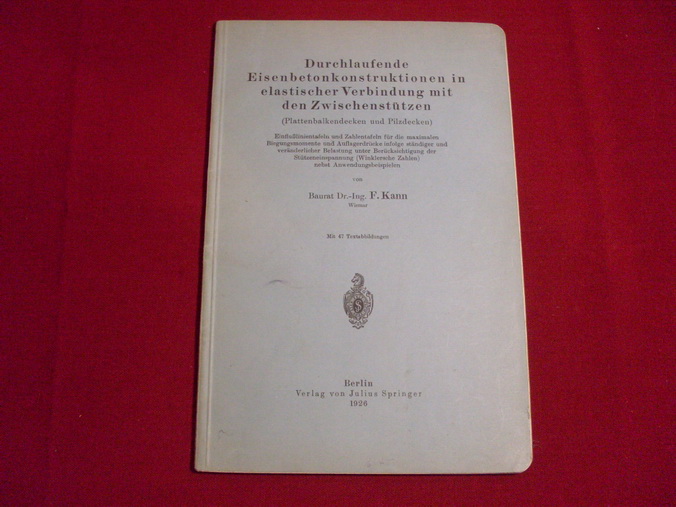 Durchlaufende
Eisenbetonkonstruktionen in
elastischer Verbindung mit
den Zwischenstützen
(Plattenbalkendecken und Pilzdecken)
Einflußlinientafeln und Zahlentafeln für die maximalen
Biegungsmomente und Auflagerdrücke infolge ständiger und
veränderlicher Belastung unter Berücksichtigung der
Stützeneinspannung (Winklersche Zahlen)
nebst Anwendungsbeispielen
von
Baurat Dr.-Ing. F. Kann
Wismar
Mit 47 Textabbildungen
S
Berlin
Verlag von Julius Springer
1926